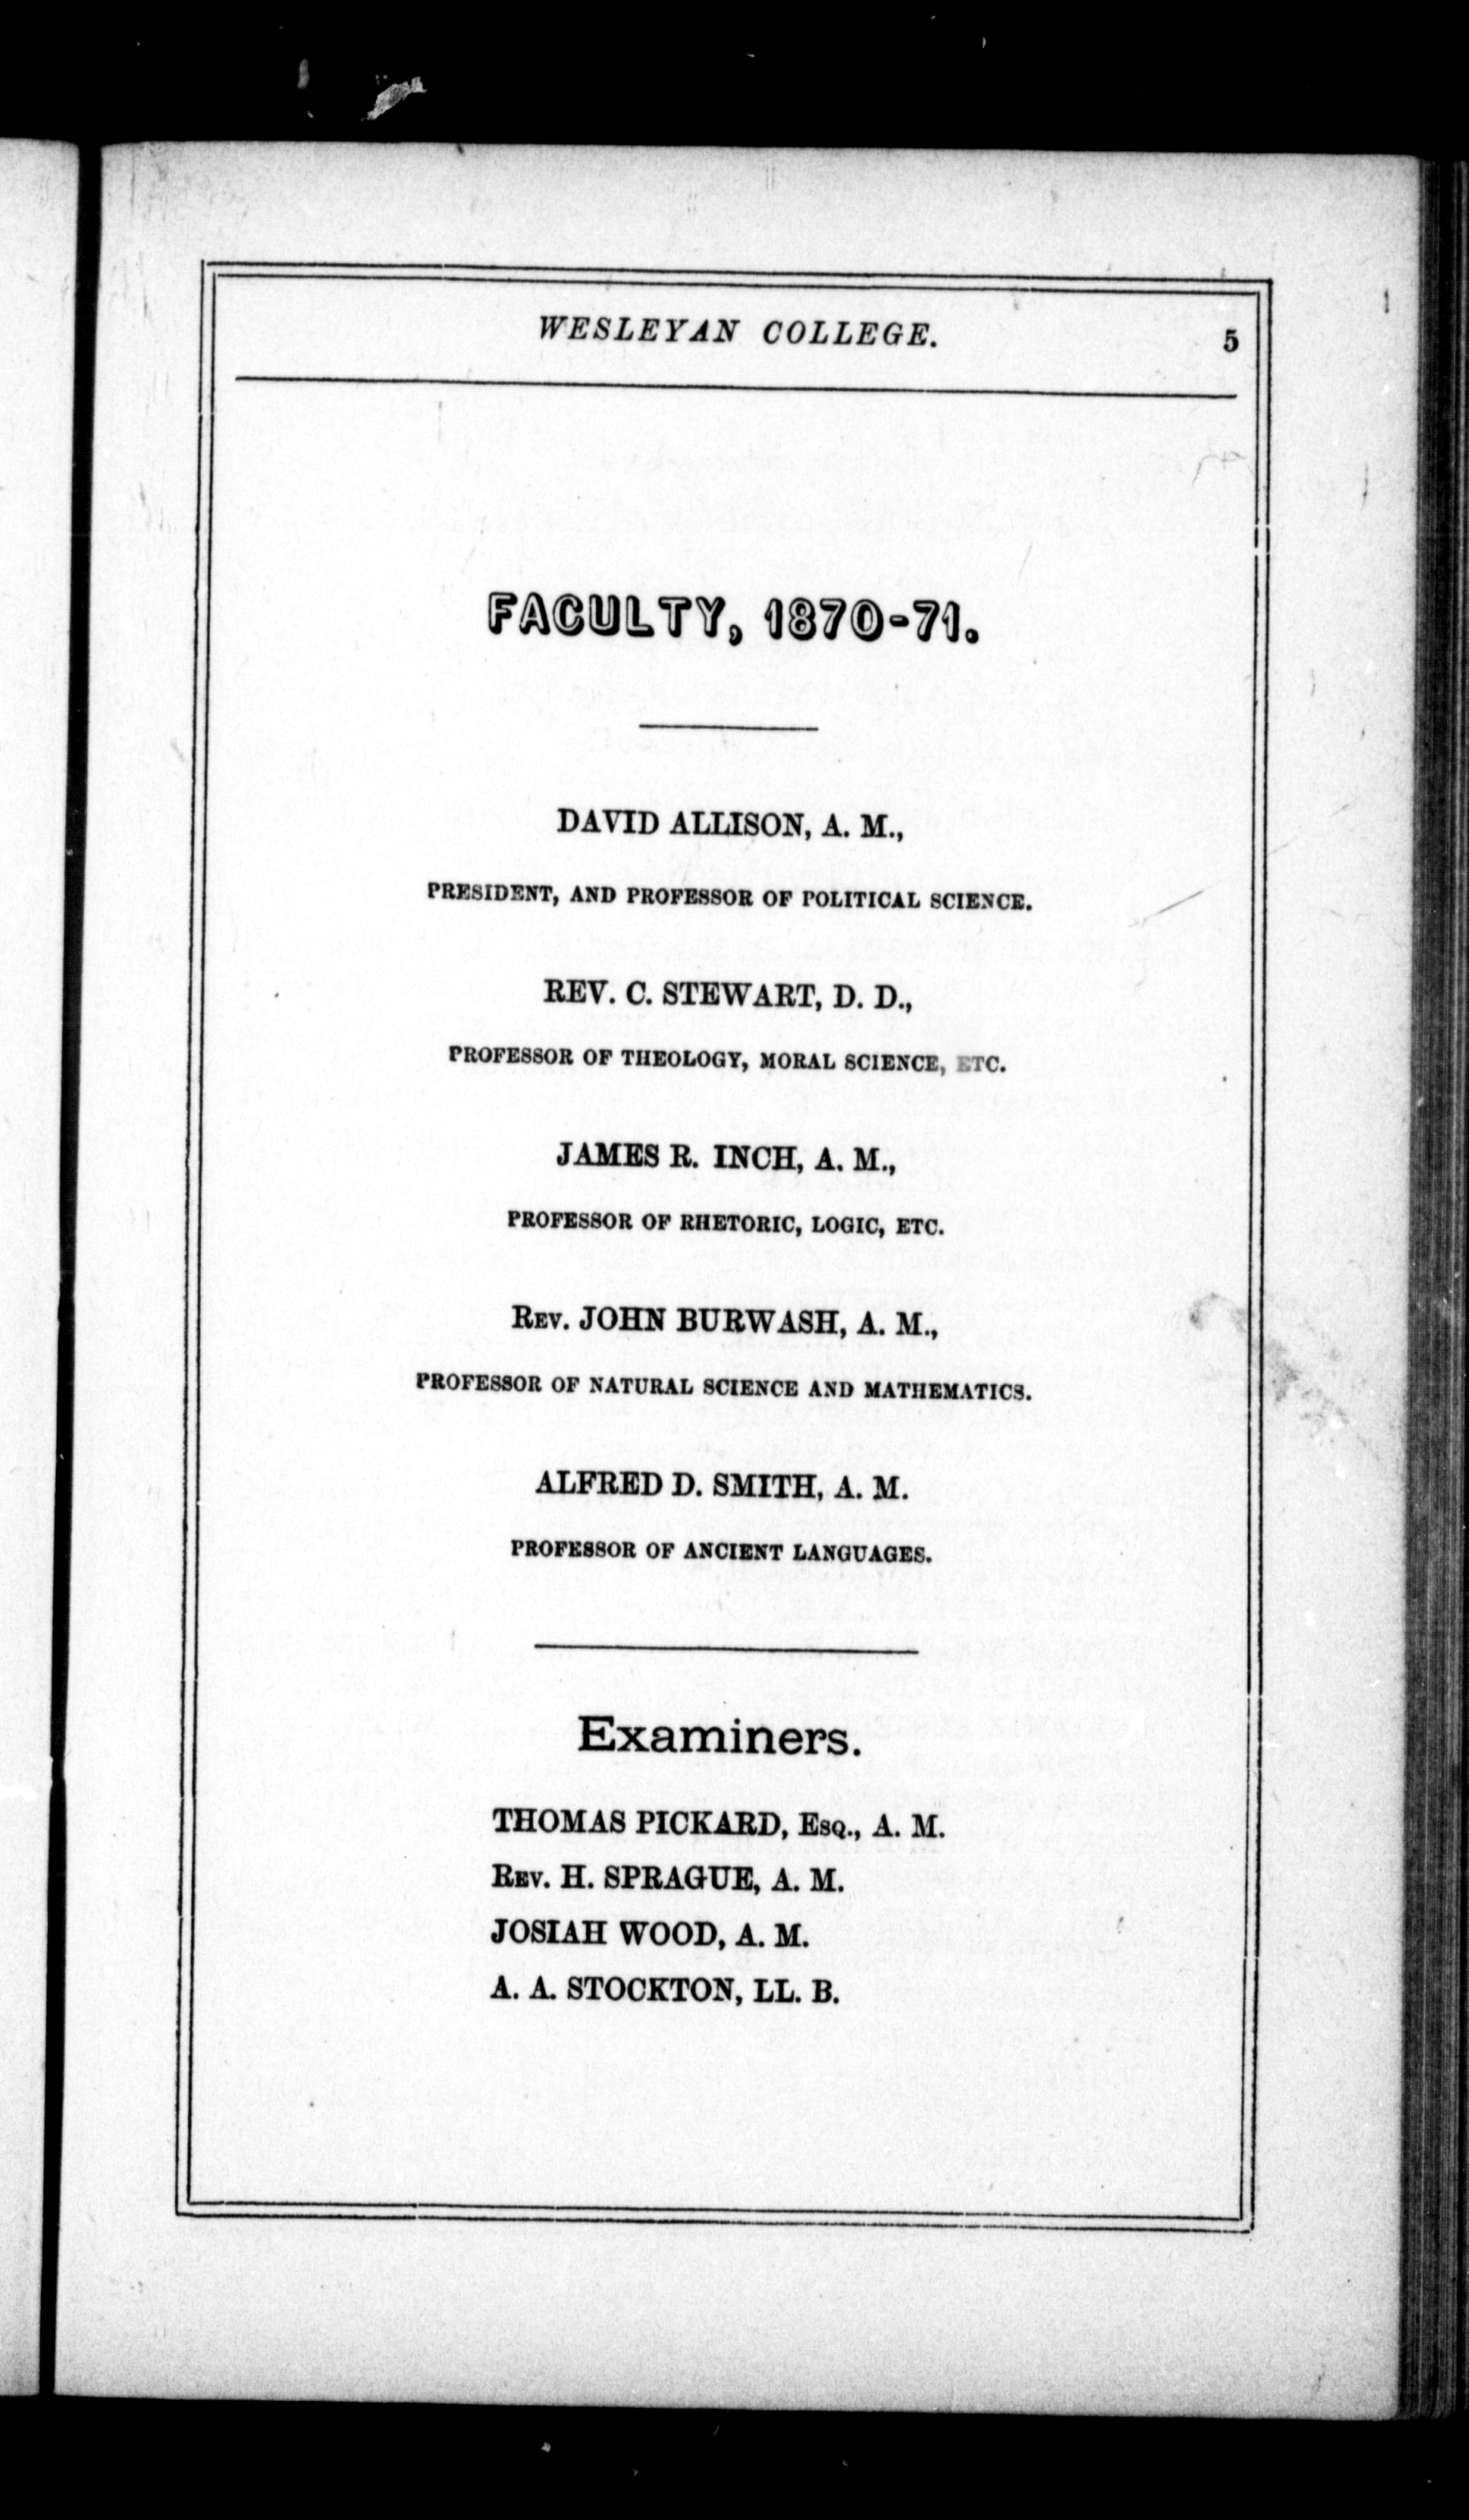 WESLEYAN COLLEGE. 5
FACULTY, 1870-71.
DAVID ALLISON, A. M.,
PRESIDENT, AND PROFESSOR OF POLITICAL SCIENCE.
REV. C. STEWART, D. D.,
PROFESSOR OF THEOLOGY, MORAL SCIENCE, ETC.
JAMES R. INCH, A. M.,
PROFESSOR OF RHETORIC, LOGIC, ETC.
REV. JOHN BURWASH, A. M.,
PROFESSOR OF NATURAL SCIENCE AND MATHEMATICS.
ALFRED D. SMITH, A. M.
PROFESSOR OF ANCIENT LANGUAGES.
Examiners.
THOMAS PICKARD, ESQ., A. M.
REV. H. SPRAGUE, A. M.
JOSIAH WOOD, A. M.
A. A. STOCKTON, LL. B.